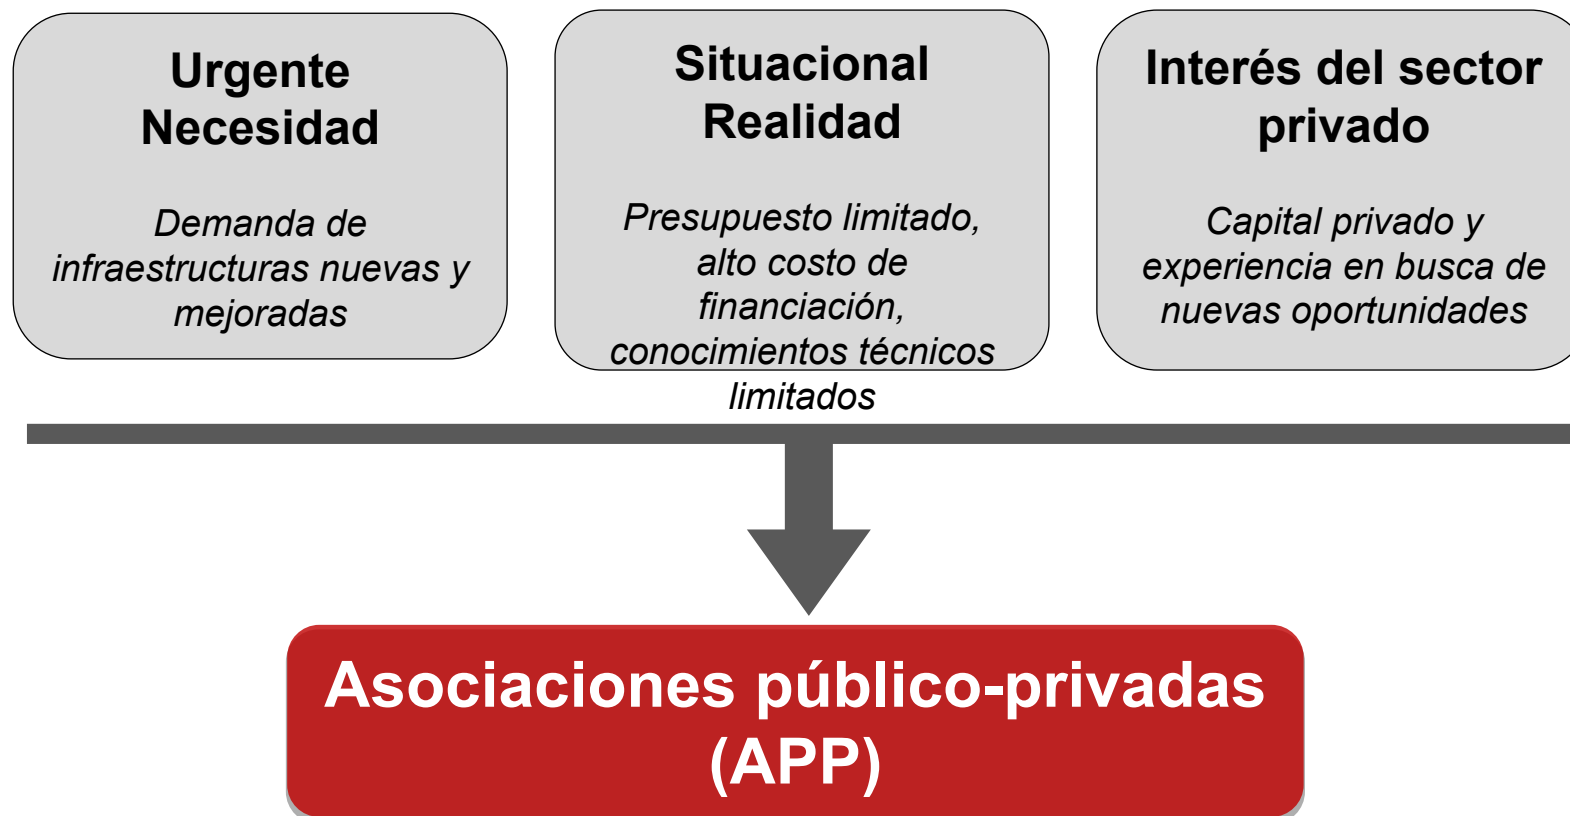 Urgente
Necesidad
Demanda de
infraestructuras nuevas y
mejoradas
Situacional
Realidad
Presupuesto limitado,
alto costo de
financiación,
conocimientos técnicos
limitados
Interés del sector
privado
Capital privado y
experiencia en busca de
nuevas oportunidades
Asociaciones público-privadas
(APP)